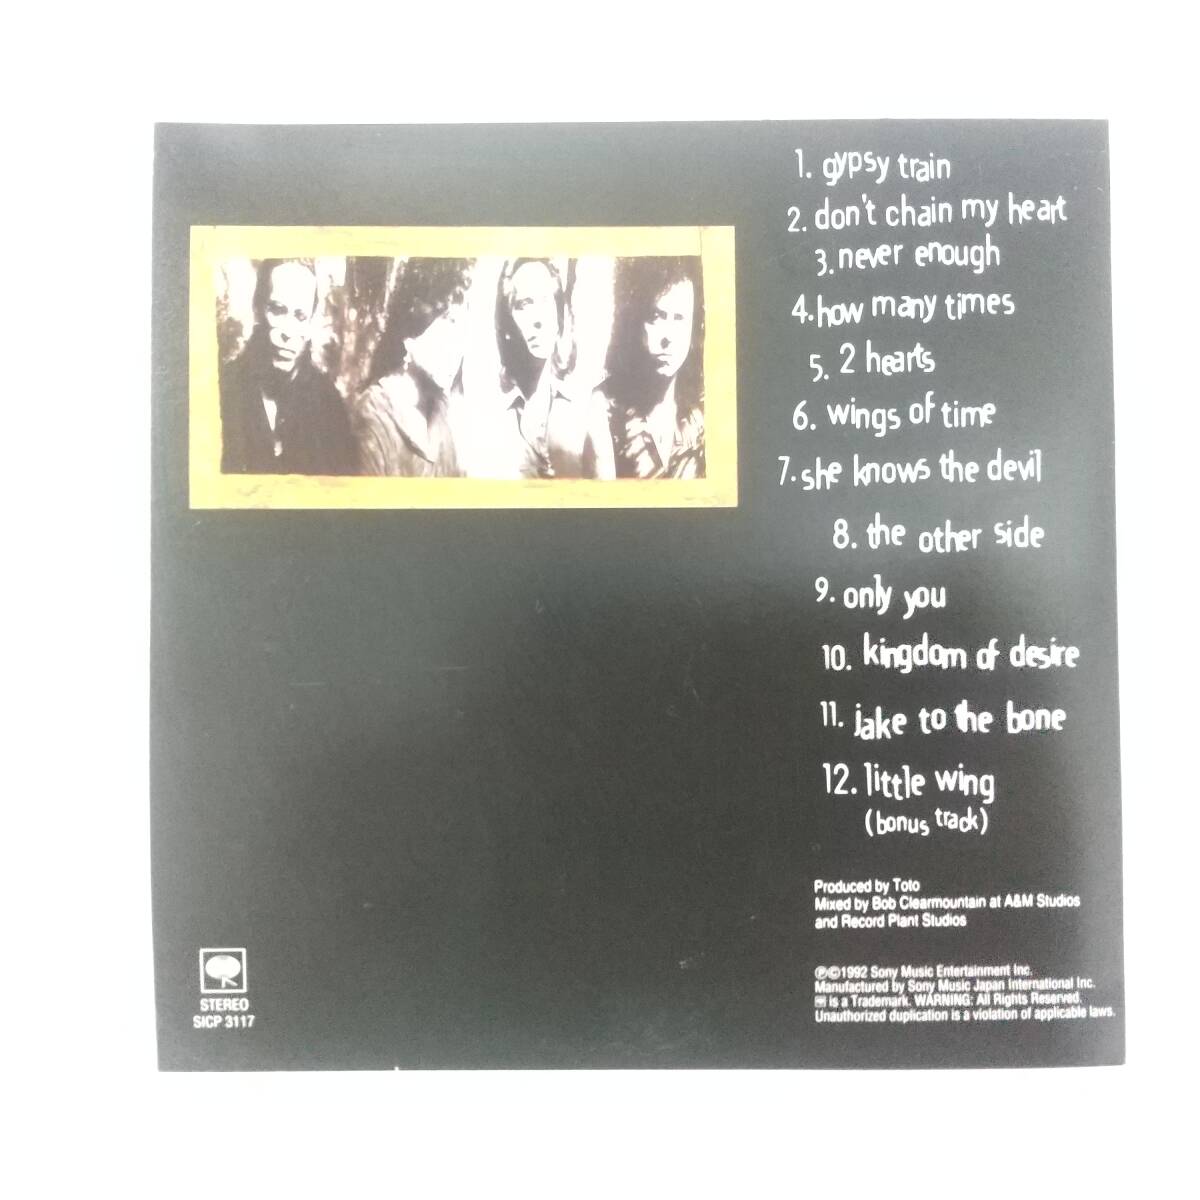 1. gypsy train
2. don't chain my heart
3. never enough
4. how many times
5. 2 hearts
6. wings of time
7. she knows the devil
8. the other side
9. only you
10. kingdom of desire
11. jake to the bone
12. little wing
(bonus track)
Produced by Toto
Mixed by Bob Clearmountain at A&M Studios
and Record Plant Studios
℗©1992 Sony Music Entertainment Inc.
Manufactured by Sony Music Japan International Inc.
is a Trademark. WARNING: All Rights Reserved.
Unauthorized duplication is a violation of applicable laws.
STEREO
SICP 3117